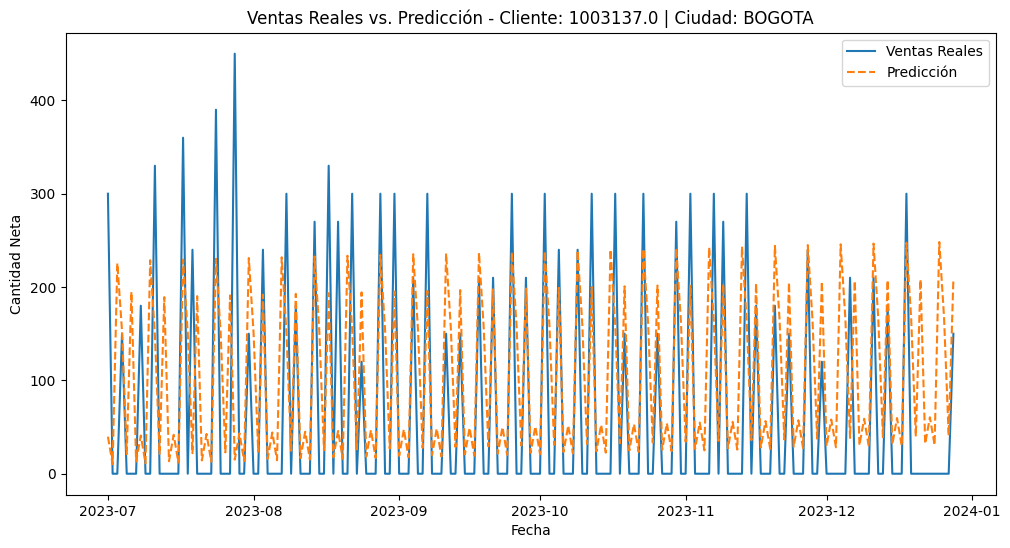 Ventas Reales vs. Predicción - Cliente: 1003137.0 | Ciudad: BOGOTA
Ventas Reales
Predicción
Cantidad Neta
400
300
200
100
0
2023-07
2023-08
2023-09
2023-10
2023-11
2023-12
2024-01
Fecha